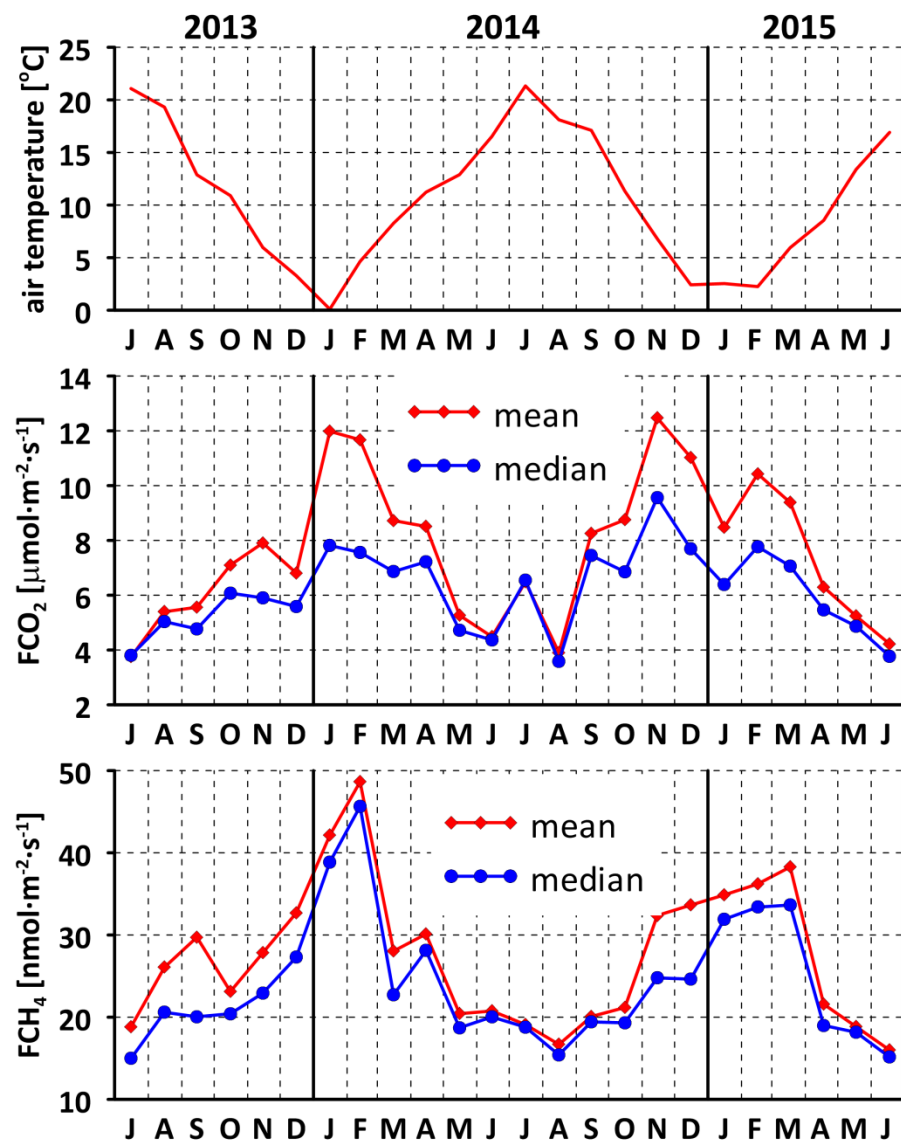 2013 2014 2015
air temperature [°C]
25
20
15
10
5
0
J A S O N D J F M A M J J A S O N D J F M A M J
FCO₂ [μmol·m⁻²·s⁻¹]
14
12
10
8
6
4
2
mean
median
J A S O N D J F M A M J J A S O N D J F M A M J
FCH₄ [nmol·m⁻²·s⁻¹]
50
40
30
20
10
mean
median
J A S O N D J F M A M J J A S O N D J F M A M J